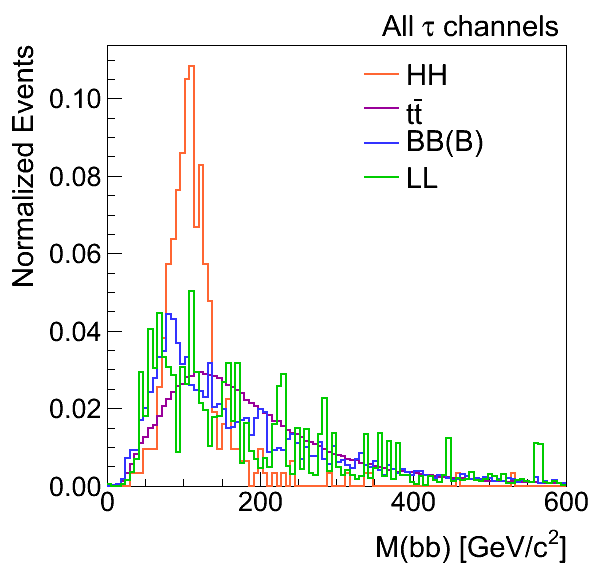 All τ channels
Normalized Events
0.10
0.08
0.06
0.04
0.02
0.00
HH
tt̄
BB(B)
LL
0
200
400
600
M(bb) [GeV/c²]